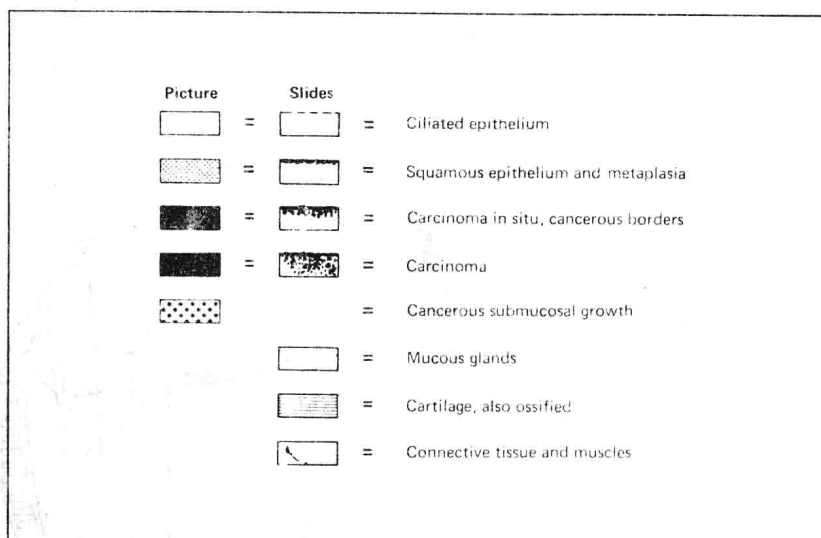 Picture Slides
= = Ciliated epithelium
= = Squamous epithelium and metaplasia
= = Carcinoma in situ, cancerous borders
= = Carcinoma
= Cancerous submucosal growth
= Mucous glands
= Cartilage, also ossified
= Connective tissue and muscles